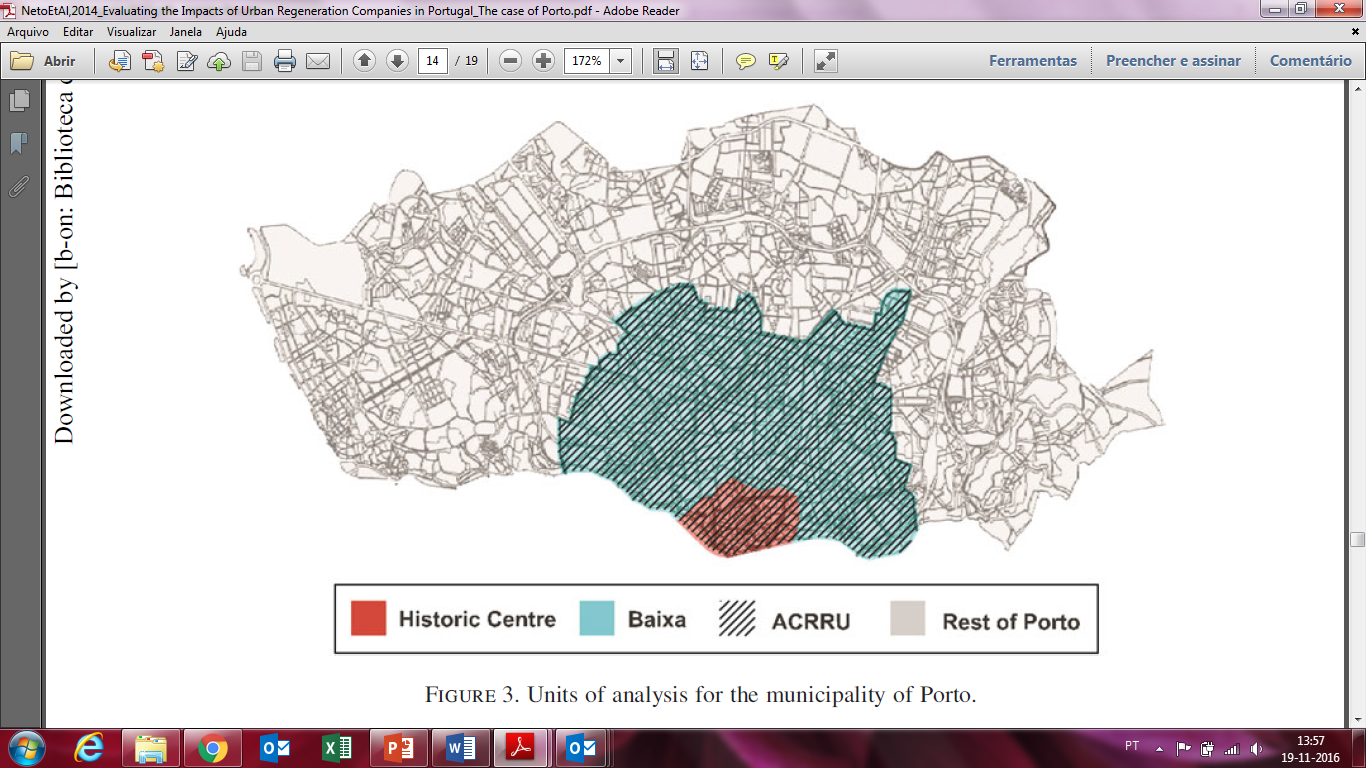 NetoEtAl,2014_Evaluating the Impacts of Urban Regeneration Companies in Portugal_The case of Porto.pdf - Adobe Reader
Arquivo Editar Visualizar Janela Ajuda
Abrir 14 / 19 172% Ferramentas Preencher e assinar Comentário
Downloaded by [b-on: Biblioteca
Historic Centre Baixa ACRRU Rest of Porto
FIGURE 3. Units of analysis for the municipality of Porto.
PT 13:57
19-11-2016